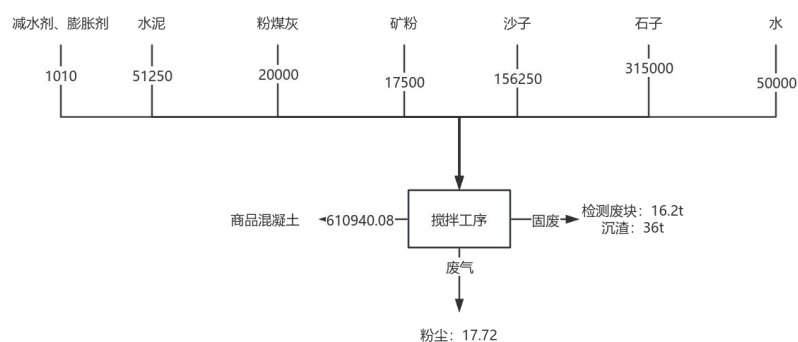 减水剂、膨胀剂 水泥 粉煤灰 矿粉 沙子 石子 水
1010 51250 20000 17500 156250 315000 50000
商品混凝土 610940.08 搅拌工序 固废 检测废块：16.2t
沉渣：36t
废气
粉尘：17.72